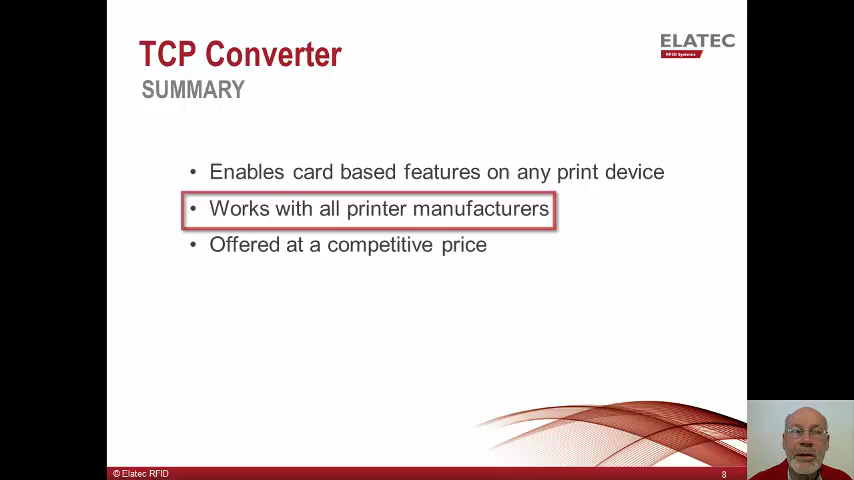 TCP Converter
SUMMARY
ELATEC
RFID Systems
• Enables card based features on any print device
• Works with all printer manufacturers
• Offered at a competitive price
© Elatec RFID
8